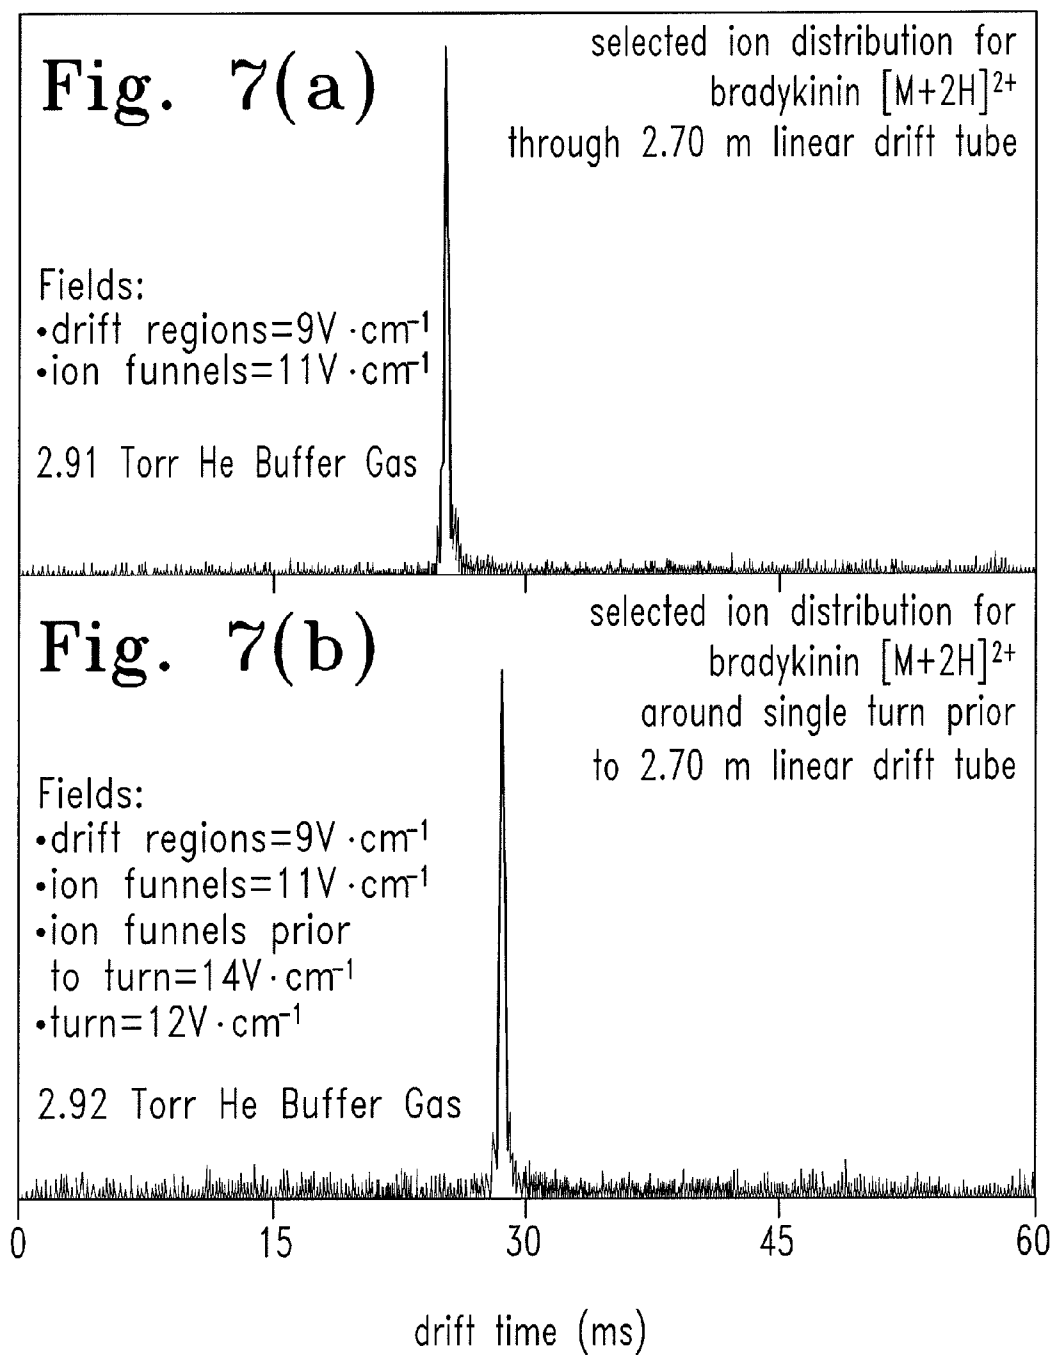 Fig. 7(a)
selected ion distribution for
bradykinin [M+2H]²⁺
through 2.70 m linear drift tube
Fields:
•drift regions=9V·cm⁻¹
•ion funnels=11V·cm⁻¹
2.91 Torr He Buffer Gas
Fig. 7(b)
selected ion distribution for
bradykinin [M+2H]²⁺
around single turn prior
to 2.70 m linear drift tube
Fields:
•drift regions=9V·cm⁻¹
•ion funnels=11V·cm⁻¹
•ion funnels prior
to turn=14V·cm⁻¹
•turn=12V·cm⁻¹
2.92 Torr He Buffer Gas
0 15 30 45 60
drift time (ms)